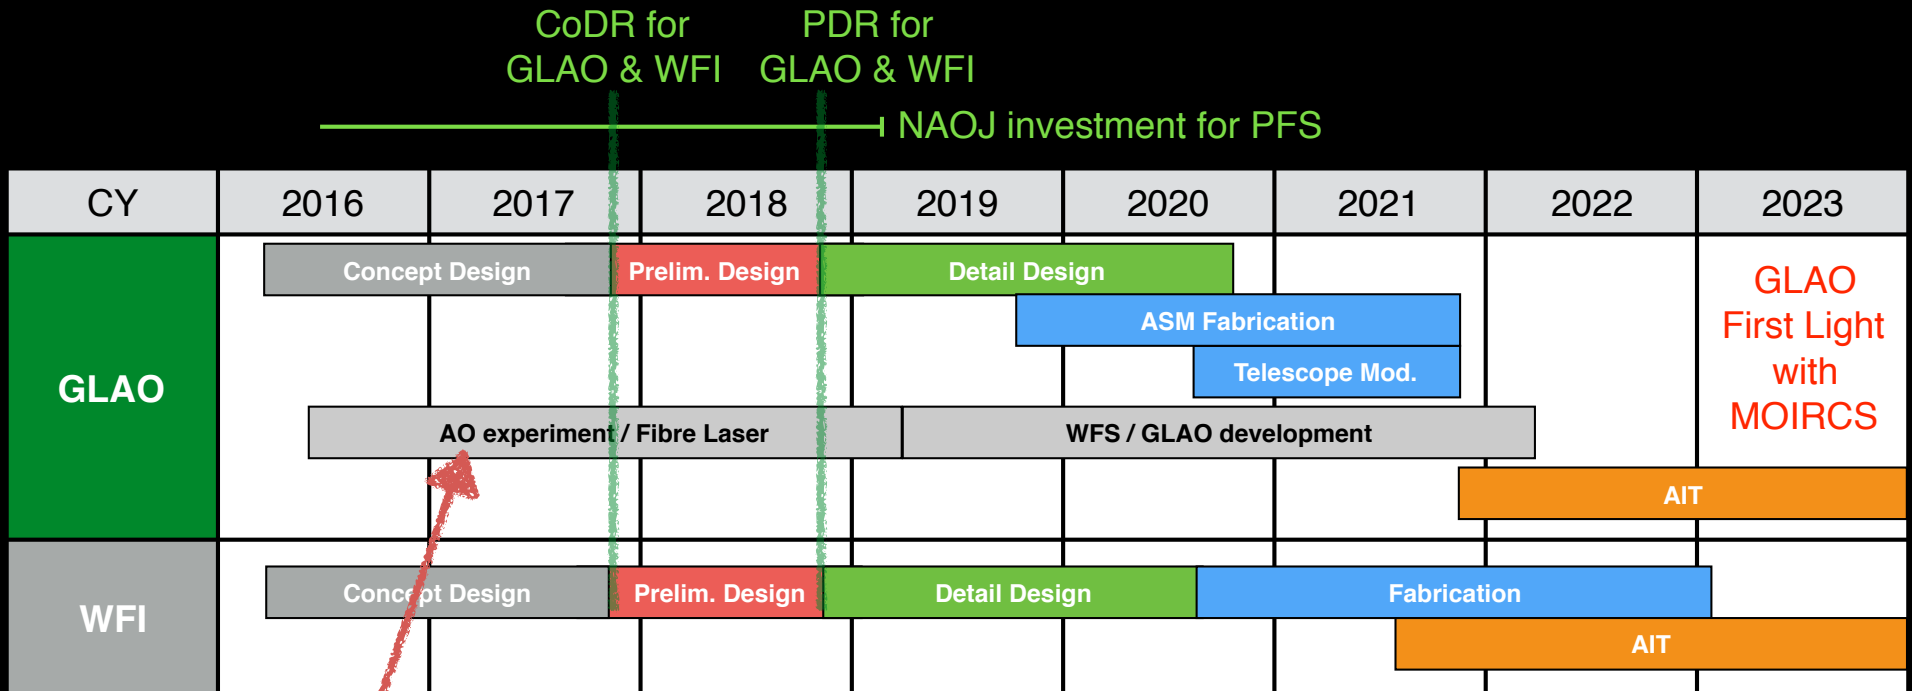 CoDR for
GLAO & WFI
PDR for
GLAO & WFI
NAOJ investment for PFS
CY 2016 2017 2018 2019 2020 2021 2022 2023
GLAO
Concept Design Prelim. Design Detail Design
ASM Fabrication
Telescope Mod.
AO experiment / Fibre Laser WFS / GLAO development
AIT
GLAO
First Light
with
MOIRCS
WFI
Concept Design Prelim. Design Detail Design Fabrication
AIT